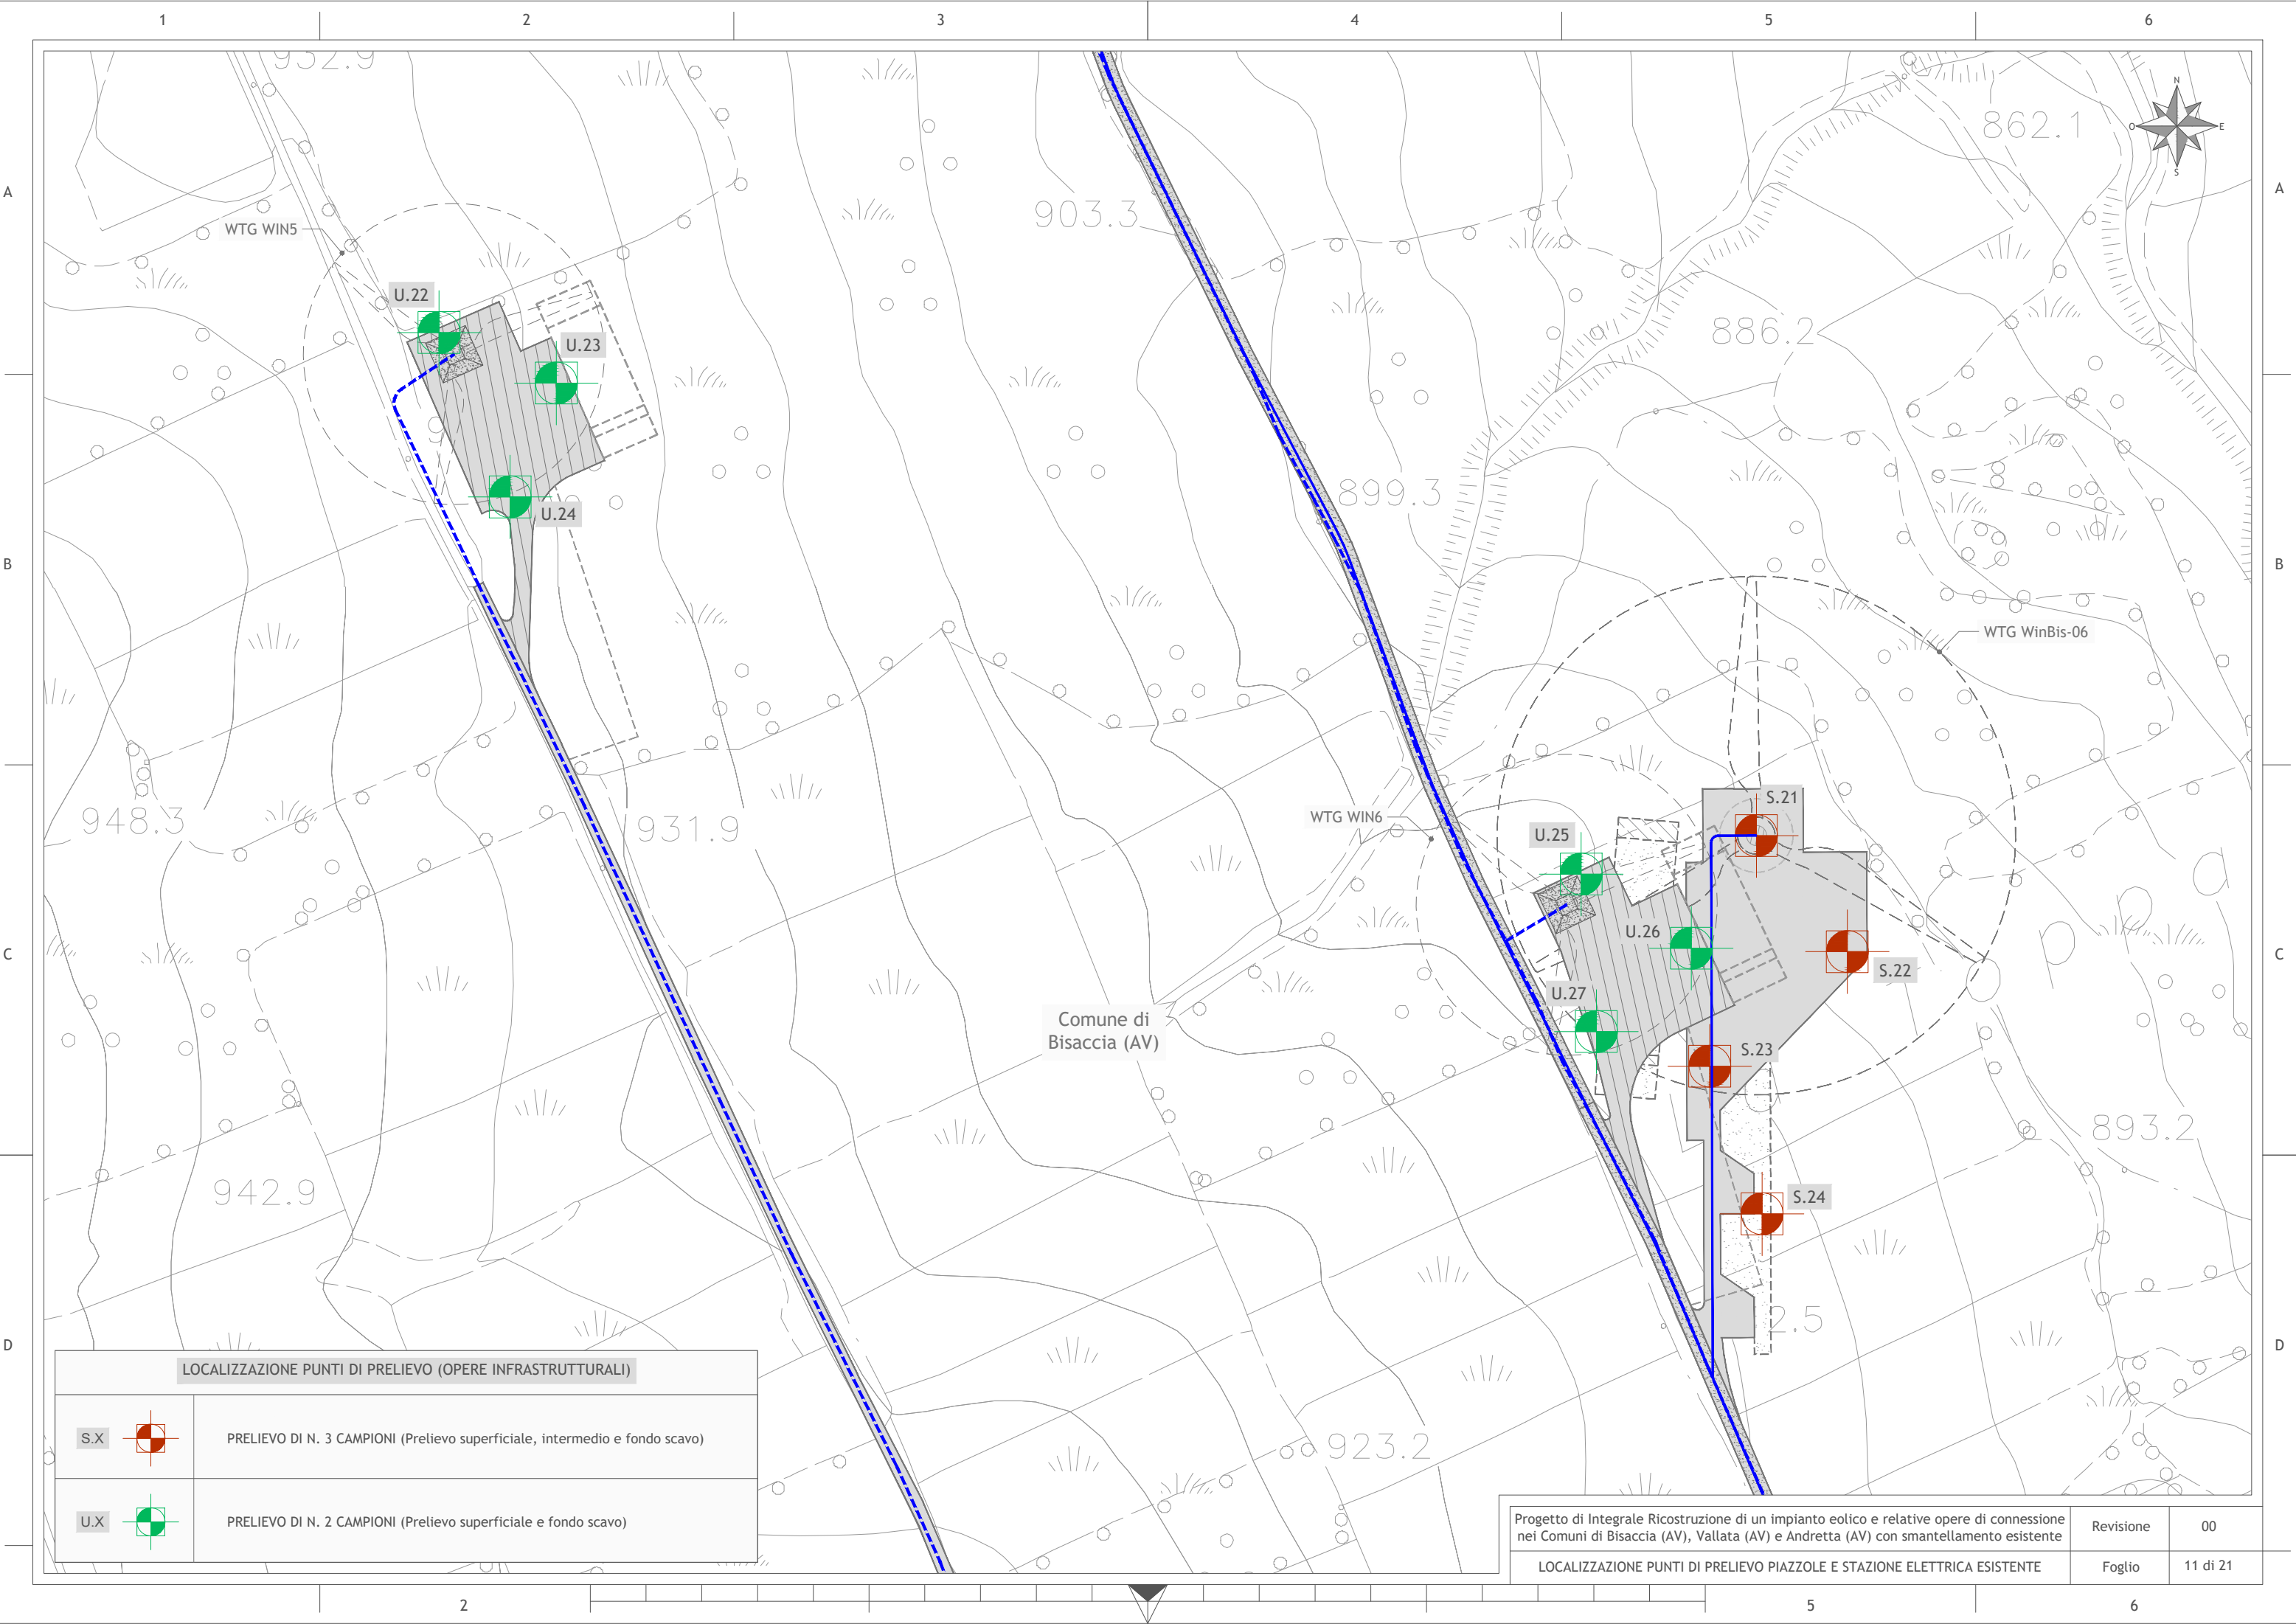 1 2 3 4 5 6
932.9
N
862.1
O E
S
A A
903.3
WTG WIN5
U.22
886.2
U.23
899.3
U.24
B B
WTG WinBis-06
S.21
948.3
931.9
WTG WIN6
U.25
U.26
C C
S.22
U.27
Comune di
Bisaccia (AV)
S.23
893.2
942.9
S.24
2.5
D D
LOCALIZZAZIONE PUNTI DI PRELIEVO (OPERE INFRASTRUTTURALI)
S.X PRELIEVO DI N. 3 CAMPIONI (Prelievo superficiale, intermedio e fondo scavo)
U.X PRELIEVO DI N. 2 CAMPIONI (Prelievo superficiale e fondo scavo)
923.2
Progetto di Integrale Ricostruzione di un impianto eolico e relative opere di connessione
nei Comuni di Bisaccia (AV), Vallata (AV) e Andretta (AV) con smantellamento esistente
Revisione 00
LOCALIZZAZIONE PUNTI DI PRELIEVO PIAZZOLE E STAZIONE ELETTRICA ESISTENTE
Foglio 11 di 21
2 5 6